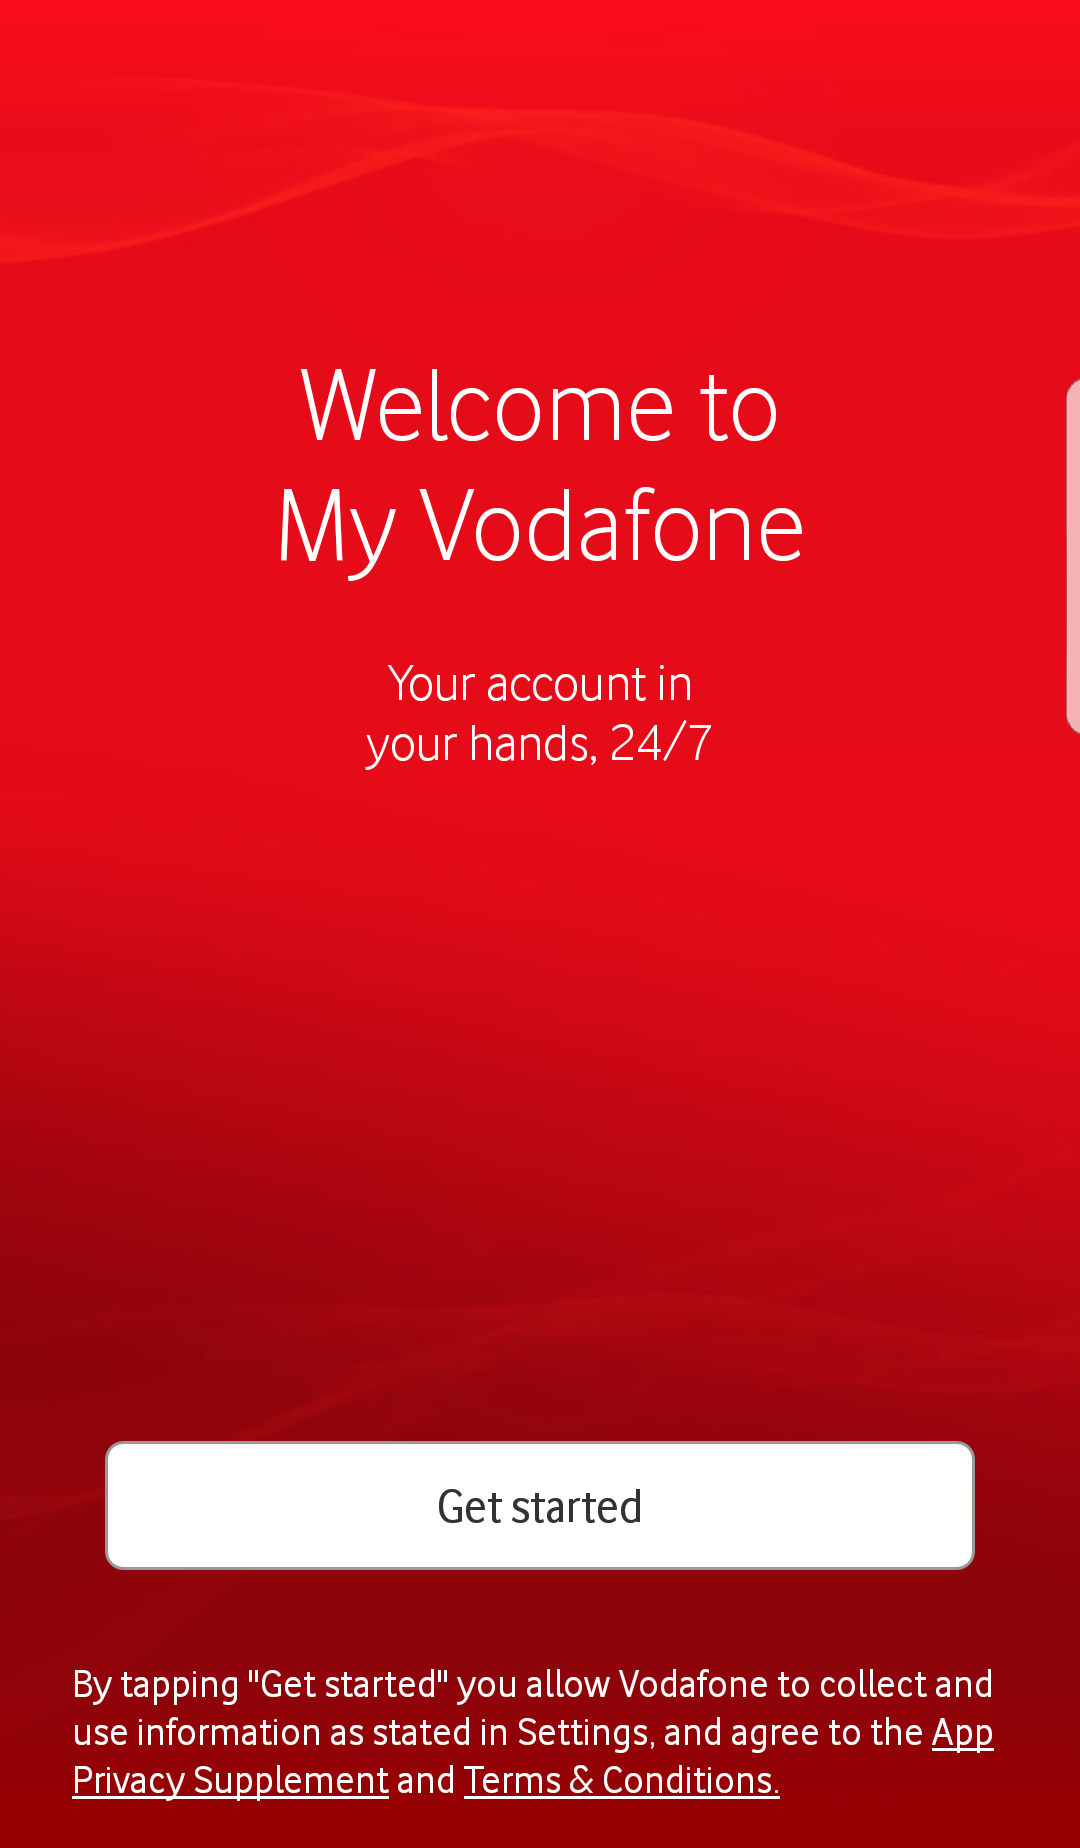 Welcome to
My Vodafone
Your account in
your hands, 24/7
Get started
By tapping "Get started" you allow Vodafone to collect and
use information as stated in Settings, and agree to the App
Privacy Supplement and Terms & Conditions.